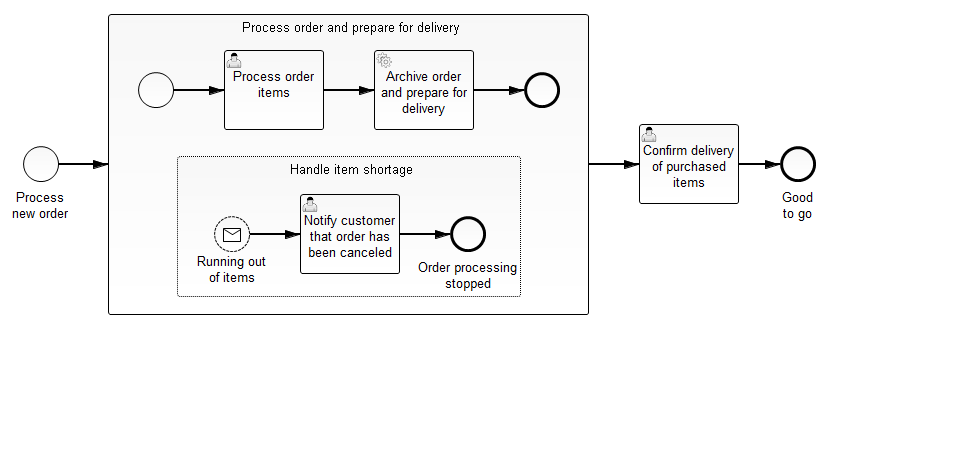 Process order and prepare for delivery
Process order
items
Archive order
and prepare for
delivery
Process
new order
Handle item shortage
Running out
of items
Notify customer
that order has
been canceled
Order processing
stopped
Confirm delivery
of purchased
items
Good
to go